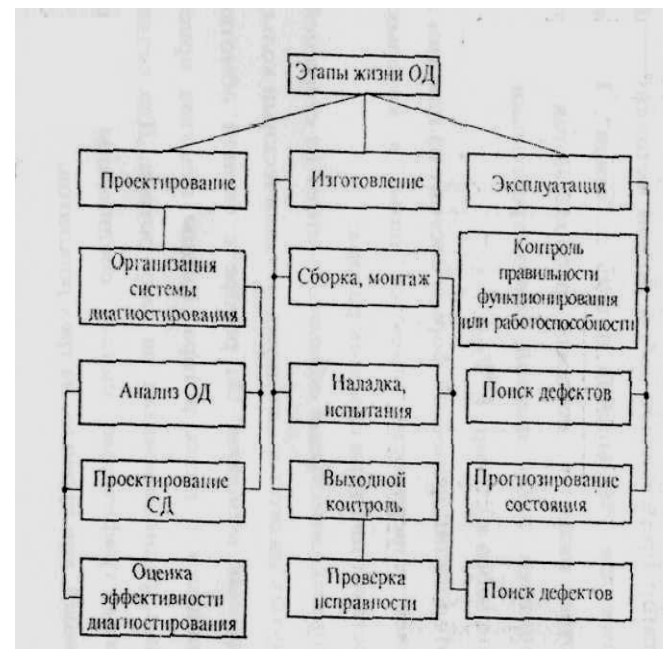 Этапы жизни ОД
Проектирование
Изготовление
Эксплуатация
Организация
системы
диагностирования
Сборка, монтаж
Контроль
правильности
функционирования
или работоспособности
Анализ ОД
Наладка,
испытания
Поиск дефектов
Проектирование
СД
Выходной
контроль
Прогнозирование
состояния
Оценка
эффективности
диагностирования
Проверка
исправности
Поиск дефектов